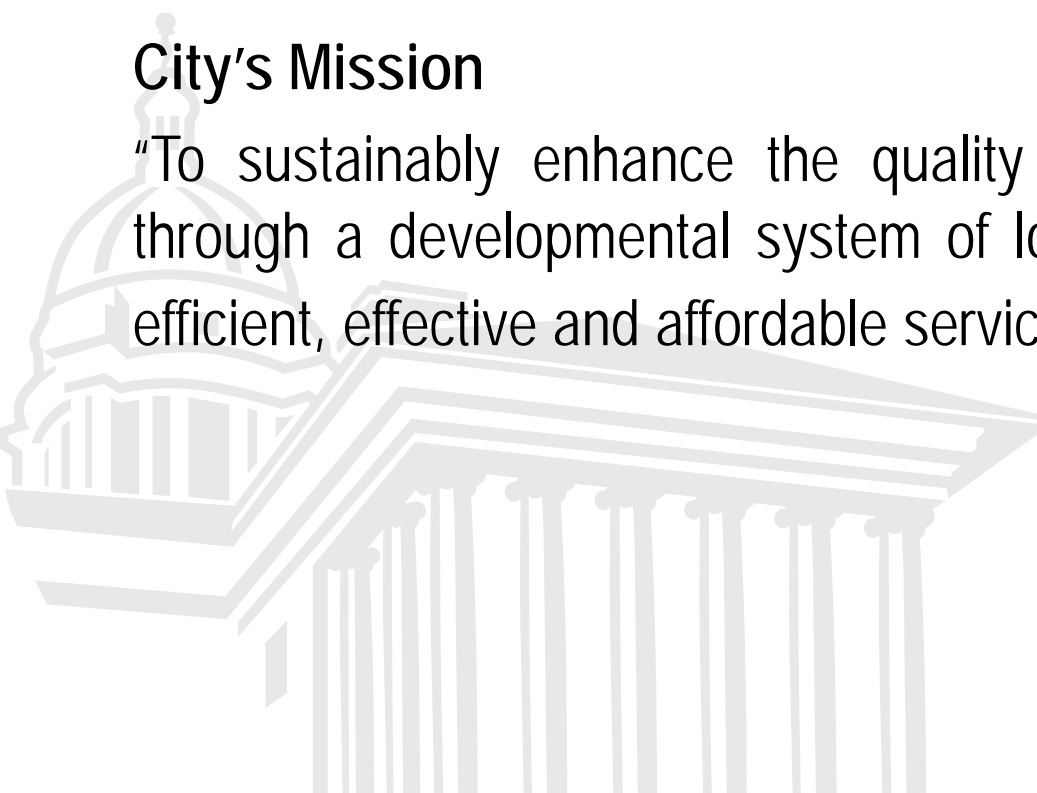 City’s Mission
“To sustainably enhance the quality
through a developmental system of
efficient, effective and affordable